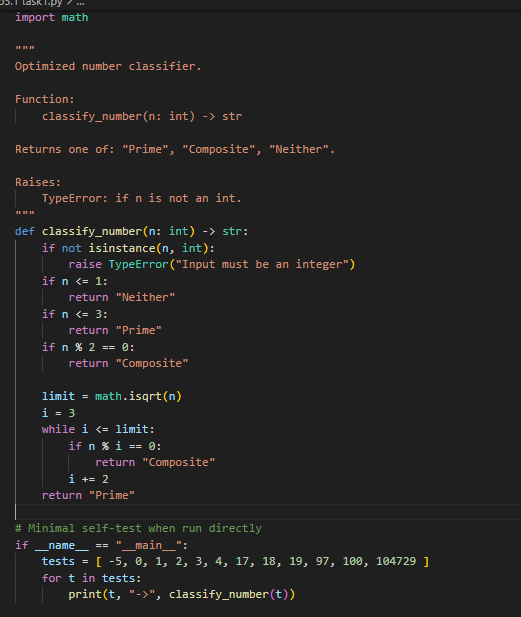 task1.py > ...
import math

"""
Optimized number classifier.

Function:
    classify_number(n: int) -> str

Returns one of: "Prime", "Composite", "Neither".

Raises:
    TypeError: if n is not an int.
"""
def classify_number(n: int) -> str:
    if not isinstance(n, int):
        raise TypeError("Input must be an integer")
    if n <= 1:
        return "Neither"
    if n <= 3:
        return "Prime"
    if n % 2 == 0:
        return "Composite"

    limit = math.isqrt(n)
    i = 3
    while i <= limit:
        if n % i == 0:
            return "Composite"
        i += 2
    return "Prime"

# Minimal self-test when run directly
if __name__ == "__main__":
    tests = [ -5, 0, 1, 2, 3, 4, 17, 18, 19, 97, 100, 104729 ]
    for t in tests:
        print(t, "->", classify_number(t))